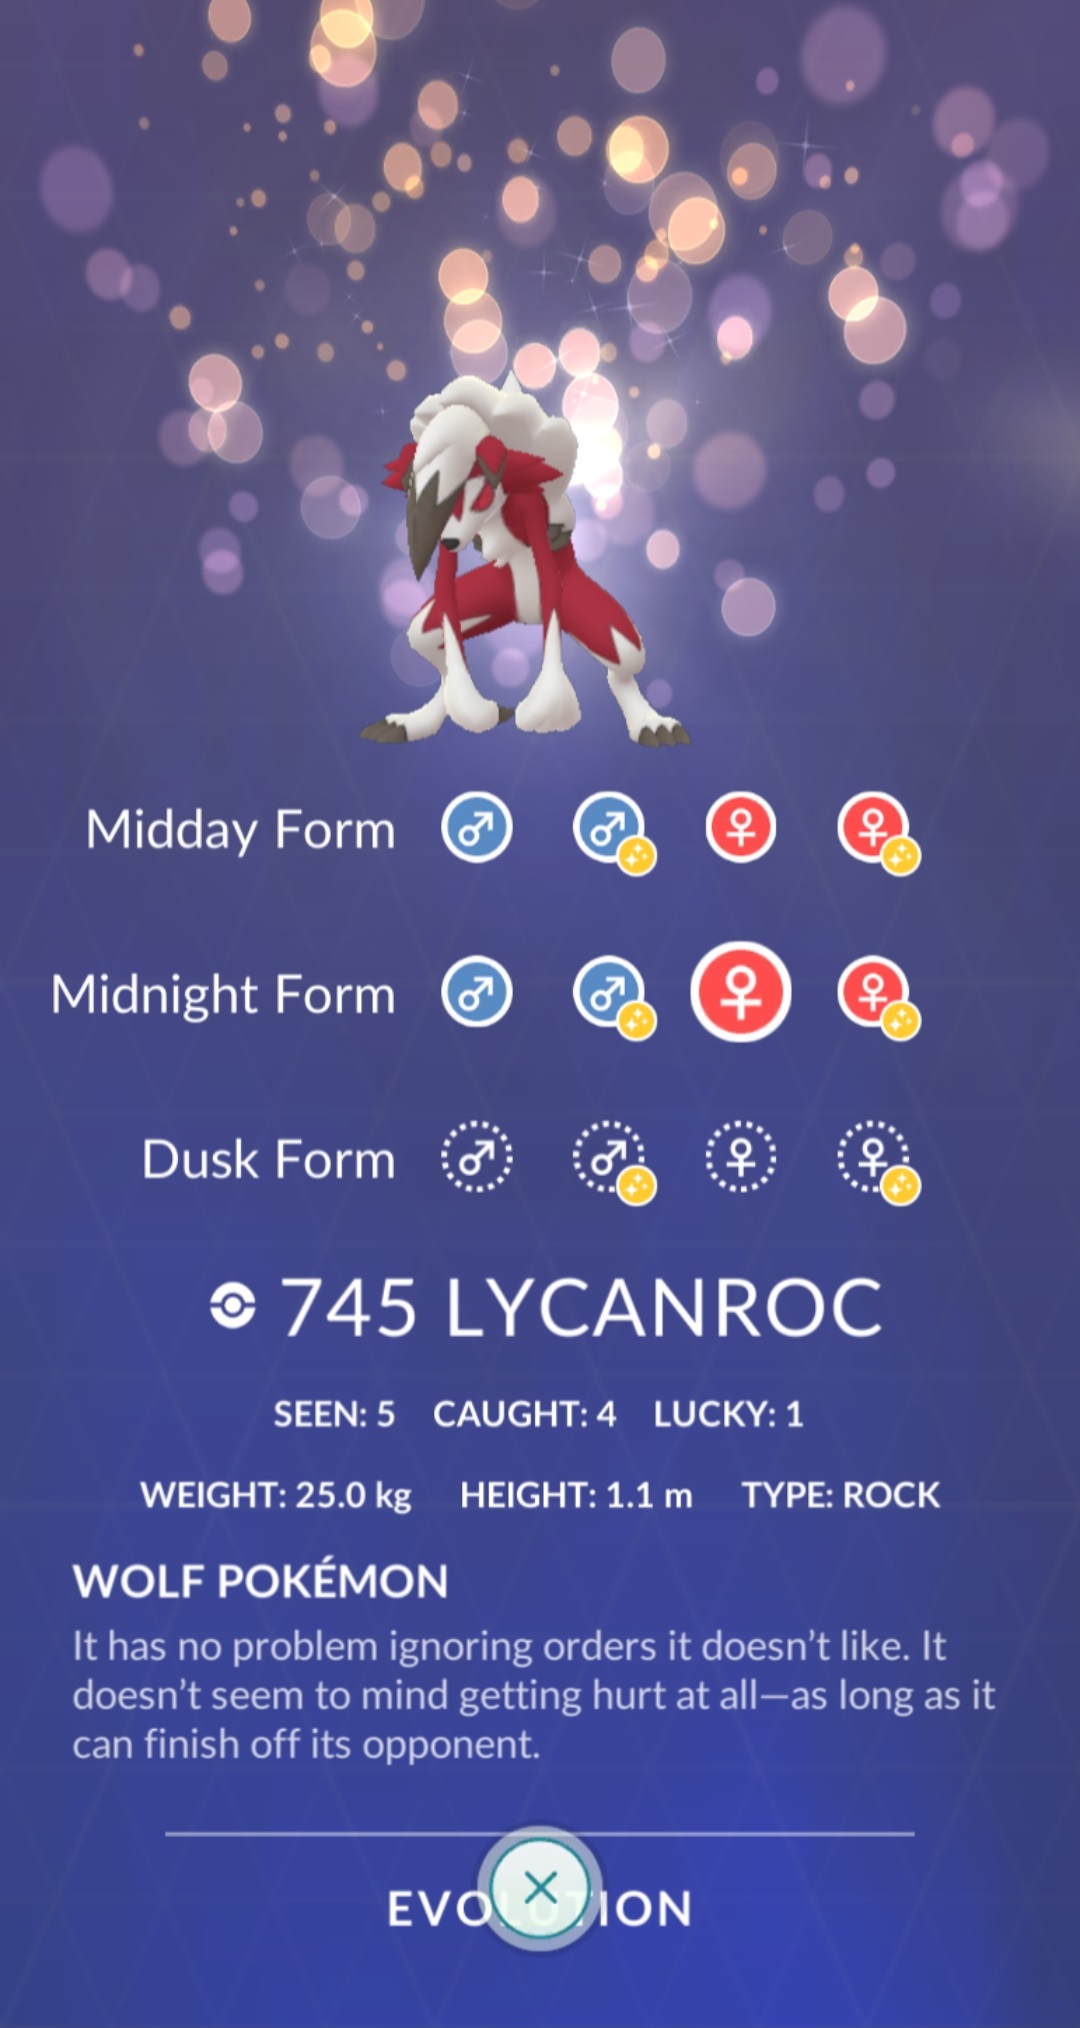 Midday Form
Midnight Form
Dusk Form
745 LYCANROC
SEEN: 5 CAUGHT: 4 LUCKY: 1
WEIGHT: 25.0 kg HEIGHT: 1.1 m TYPE: ROCK
WOLF POKÉMON
It has no problem ignoring orders it doesn’t like. It
doesn’t seem to mind getting hurt at all—as long as it
can finish off its opponent.
EVOLUTION